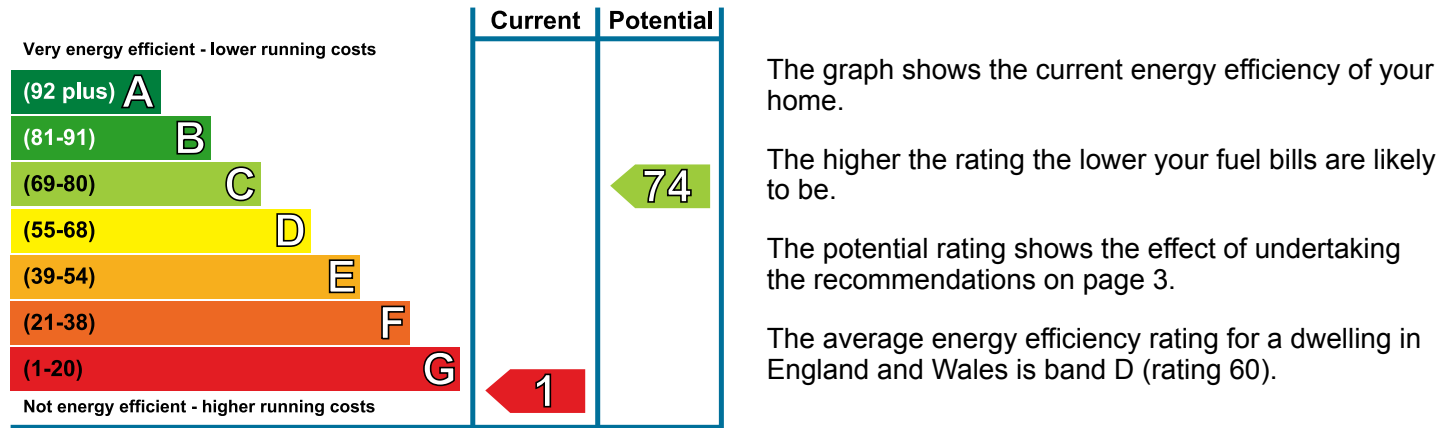 Current Potential
Very energy efficient - lower running costs
(92 plus) A
(81-91) B
(69-80) C
74
(55-68) D
(39-54) E
(21-38) F
(1-20) G
1
Not energy efficient - higher running costs
The graph shows the current energy efficiency of your
home.
The higher the rating the lower your fuel bills are likely
to be.
The potential rating shows the effect of undertaking
the recommendations on page 3.
The average energy efficiency rating for a dwelling in
England and Wales is band D (rating 60).